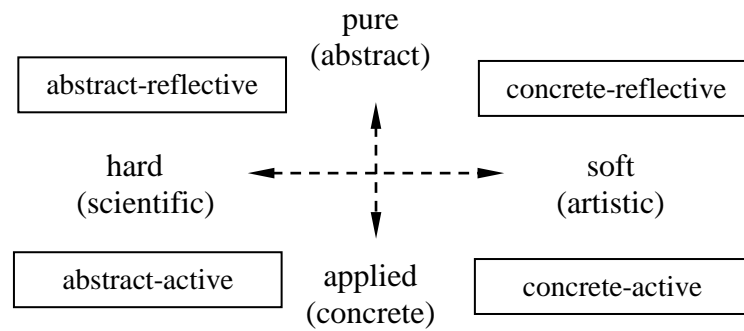 pure
(abstract)
abstract-reflective
concrete-reflective
hard
(scientific)
soft
(artistic)
abstract-active
applied
(concrete)
concrete-active